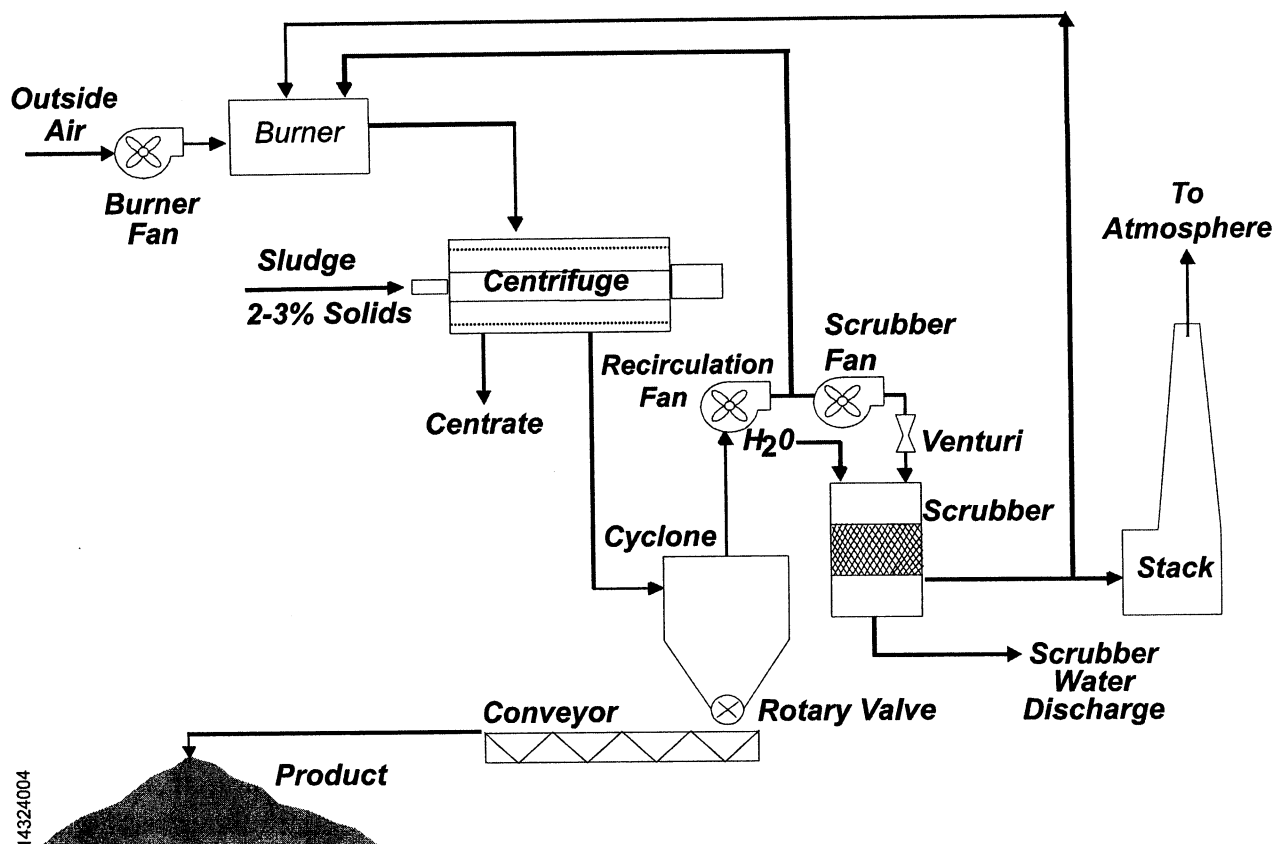 Outside
Air
Burner
Burner
Fan
To
Atmosphere
Sludge
2-3% Solids
Centrifuge
Centrate
Recirculation
Fan
Scrubber
Fan
H20
Venturi
Scrubber
Cyclone
Stack
Scrubber
Water
Discharge
Rotary Valve
Conveyor
Product
14324004